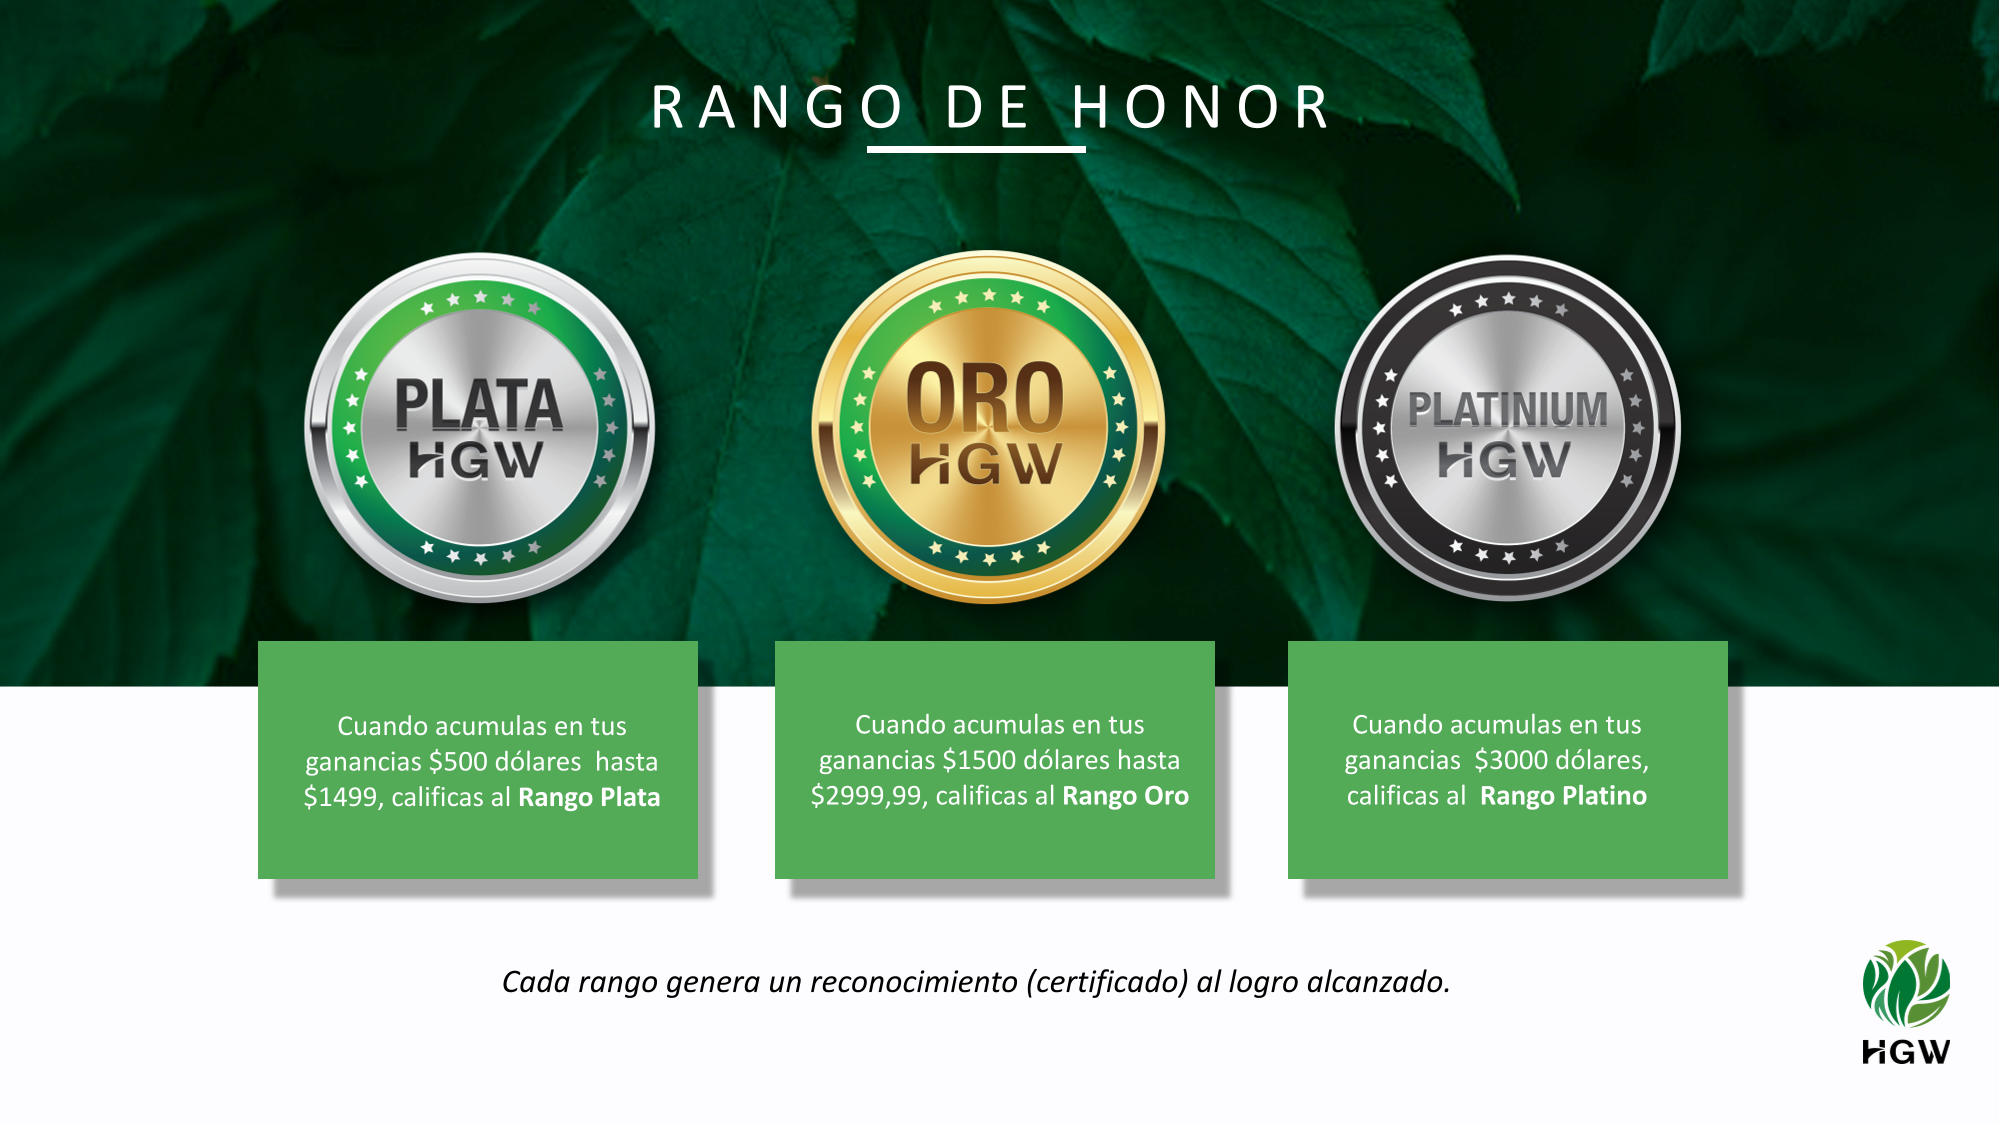 RANGO DE HONOR
PLATA
HGW
ORO
HGW
PLATINIUM
HGW
Cuando acumulas en tus
ganancias $500 dólares hasta
$1499, calificas al Rango Plata
Cuando acumulas en tus
ganancias $1500 dólares hasta
$2999,99, calificas al Rango Oro
Cuando acumulas en tus
ganancias $3000 dólares,
calificas al Rango Platino
Cada rango genera un reconocimiento (certificado) al logro alcanzado.
HGW